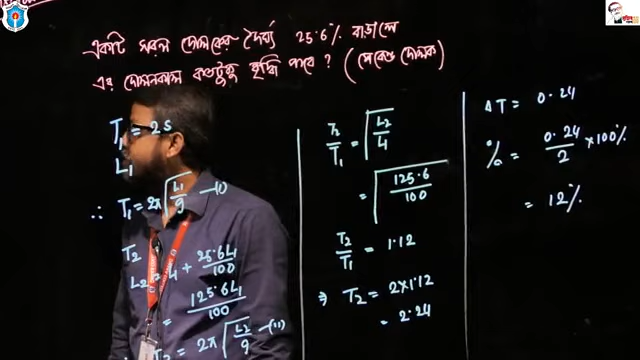 একটি সরল দোলকের দৈর্ঘ্য 25.6% বাড়ালে
এর দোলনকাল কতটুকু বৃদ্ধি পাবে? (সেকেন্ড দোলক)
T₁ = 2s
L₁
∴ T₁ = 2π√(L₁/g) —(i)
T₂
L₂ = L₁ + 25.6L₁/100
= 125.6L₁/100
T₂ = 2π√(L₂/g) —(ii)
T₂/T₁ = √(L₂/L₁)
= √(125.6/100)
T₂/T₁ = 1.12
⇒ T₂ = 2×1.12
= 2.24
ΔT = 0.24
% = 0.24/2 ×100%
= 12%